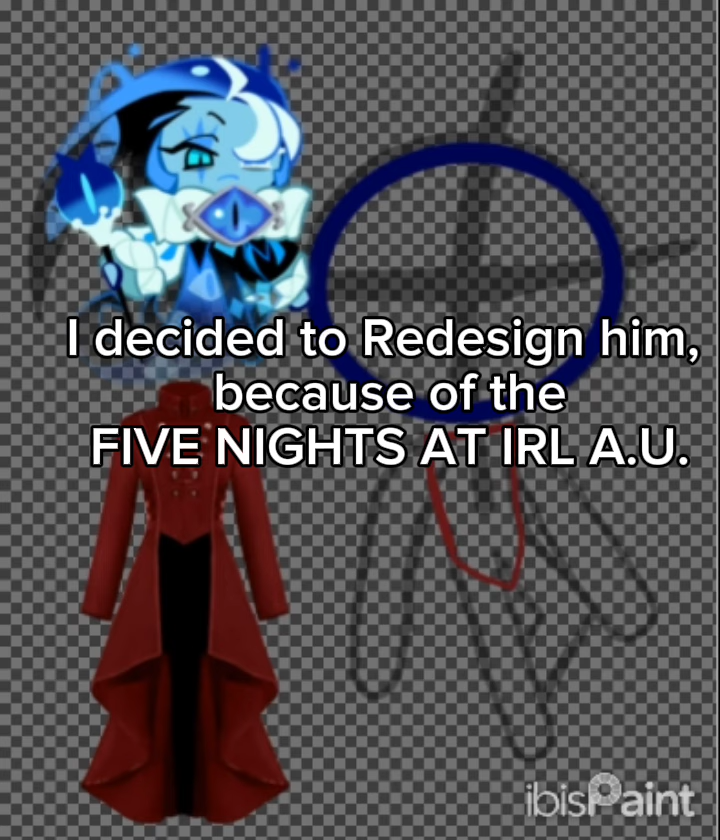 I decided to Redesign him,
because of the
FIVE NIGHTS AT IRL A.U.
ibisPaint